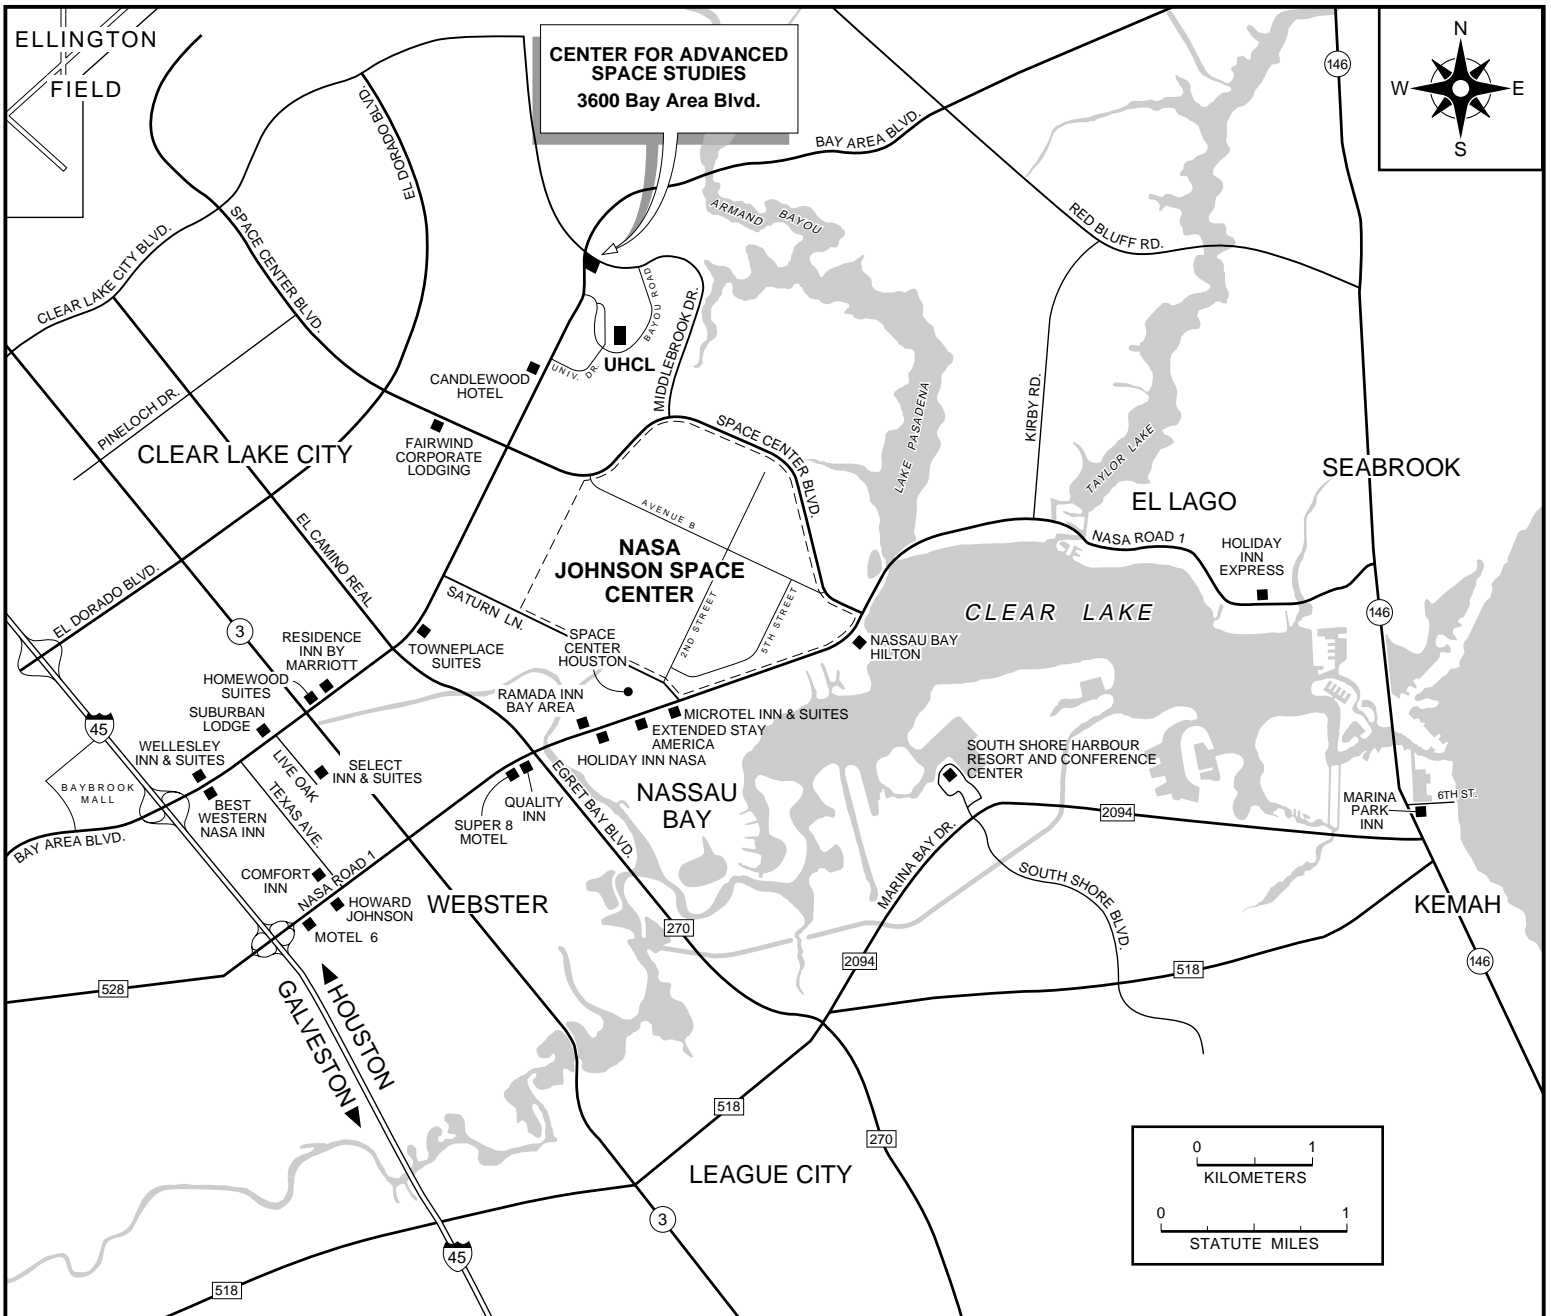 ELLINGTON
FIELD
CENTER FOR ADVANCED
SPACE STUDIES
3600 Bay Area Blvd.
146
N
W
E
S
EL DORADO BLVD.
BAY AREA BLVD.
ARMAND BAYOU
RED BLUFF RD.
SPACE CENTER BLVD.
CLEAR LAKE CITY BLVD.
BAYOU ROAD
MIDDLEBROOK DR.
UHCL
UNIV. DR.
CANDLEWOOD
HOTEL
PINELOCH DR.
CLEAR LAKE CITY
FAIRWIND
CORPORATE
LODGING
SPACE CENTER BLVD.
LAKE PASADENA
KIRBY RD.
TAYLOR LAKE
SEABROOK
EL LAGO
AVENUE B
NASA
JOHNSON SPACE
CENTER
EL CAMINO REAL
NASA ROAD 1
HOLIDAY
INN
EXPRESS
EL DORADO BLVD.
SATURN LN.
2ND STREET
5TH STREET
CLEAR LAKE
146
3
RESIDENCE
INN BY
MARRIOTT
TOWNEPLACE
SUITES
SPACE
CENTER
HOUSTON
NASSAU BAY
HILTON
HOMEWOOD
SUITES
SUBURBAN
LODGE
RAMADA INN
BAY AREA
MICROTEL INN & SUITES
EXTENDED STAY
AMERICA
HOLIDAY INN NASA
45
WELLESLEY
INN & SUITES
LIVE OAK
SELECT
INN & SUITES
SOUTH SHORE HARBOUR
RESORT AND CONFERENCE
CENTER
BAYBROOK
MALL
BEST
WESTERN
NASA INN
TEXAS AVE.
QUALITY
INN
SUPER 8
MOTEL
EGRET BAY BLVD.
NASSAU
BAY
MARINA
PARK
INN
6TH ST.
2094
BAY AREA BLVD.
COMFORT
INN
NASA ROAD 1
HOWARD
JOHNSON
MOTEL 6
WEBSTER
MARINA BAY DR.
SOUTH SHORE BLVD.
KEMAH
270
2094
518
146
528
HOUSTON
GALVESTON
518
270
LEAGUE CITY
3
45
518
0 1
KILOMETERS
0 1
STATUTE MILES